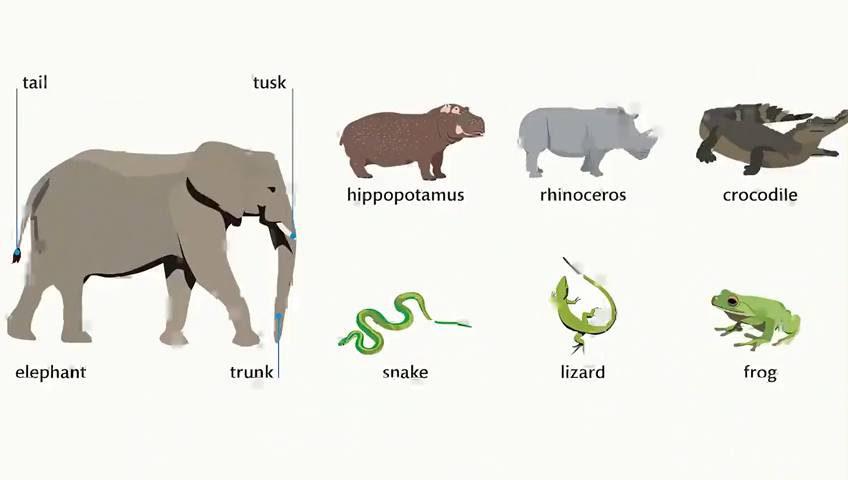 tail
tusk
hippopotamus
rhinoceros
crocodile
elephant
trunk
snake
lizard
frog